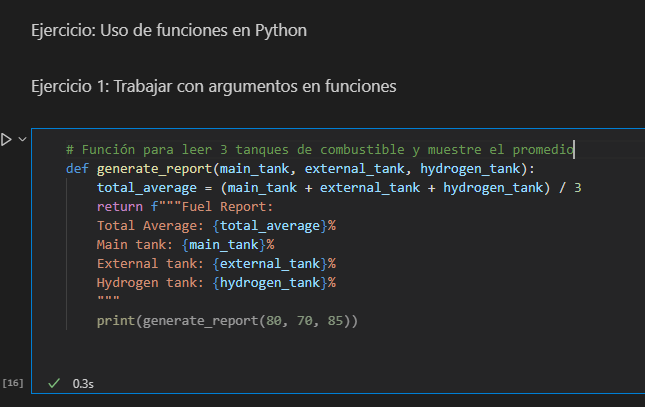 Ejercicio: Uso de funciones en Python
Ejercicio 1: Trabajar con argumentos en funciones
# Función para leer 3 tanques de combustible y muestre el promedio
def generate_report(main_tank, external_tank, hydrogen_tank):
    total_average = (main_tank + external_tank + hydrogen_tank) / 3
    return f"""Fuel Report:
    Total Average: {total_average}%
    Main tank: {main_tank}%
    External tank: {external_tank}%
    Hydrogen tank: {hydrogen_tank}%
    """
    print(generate_report(80, 70, 85))
[16] 0.3s